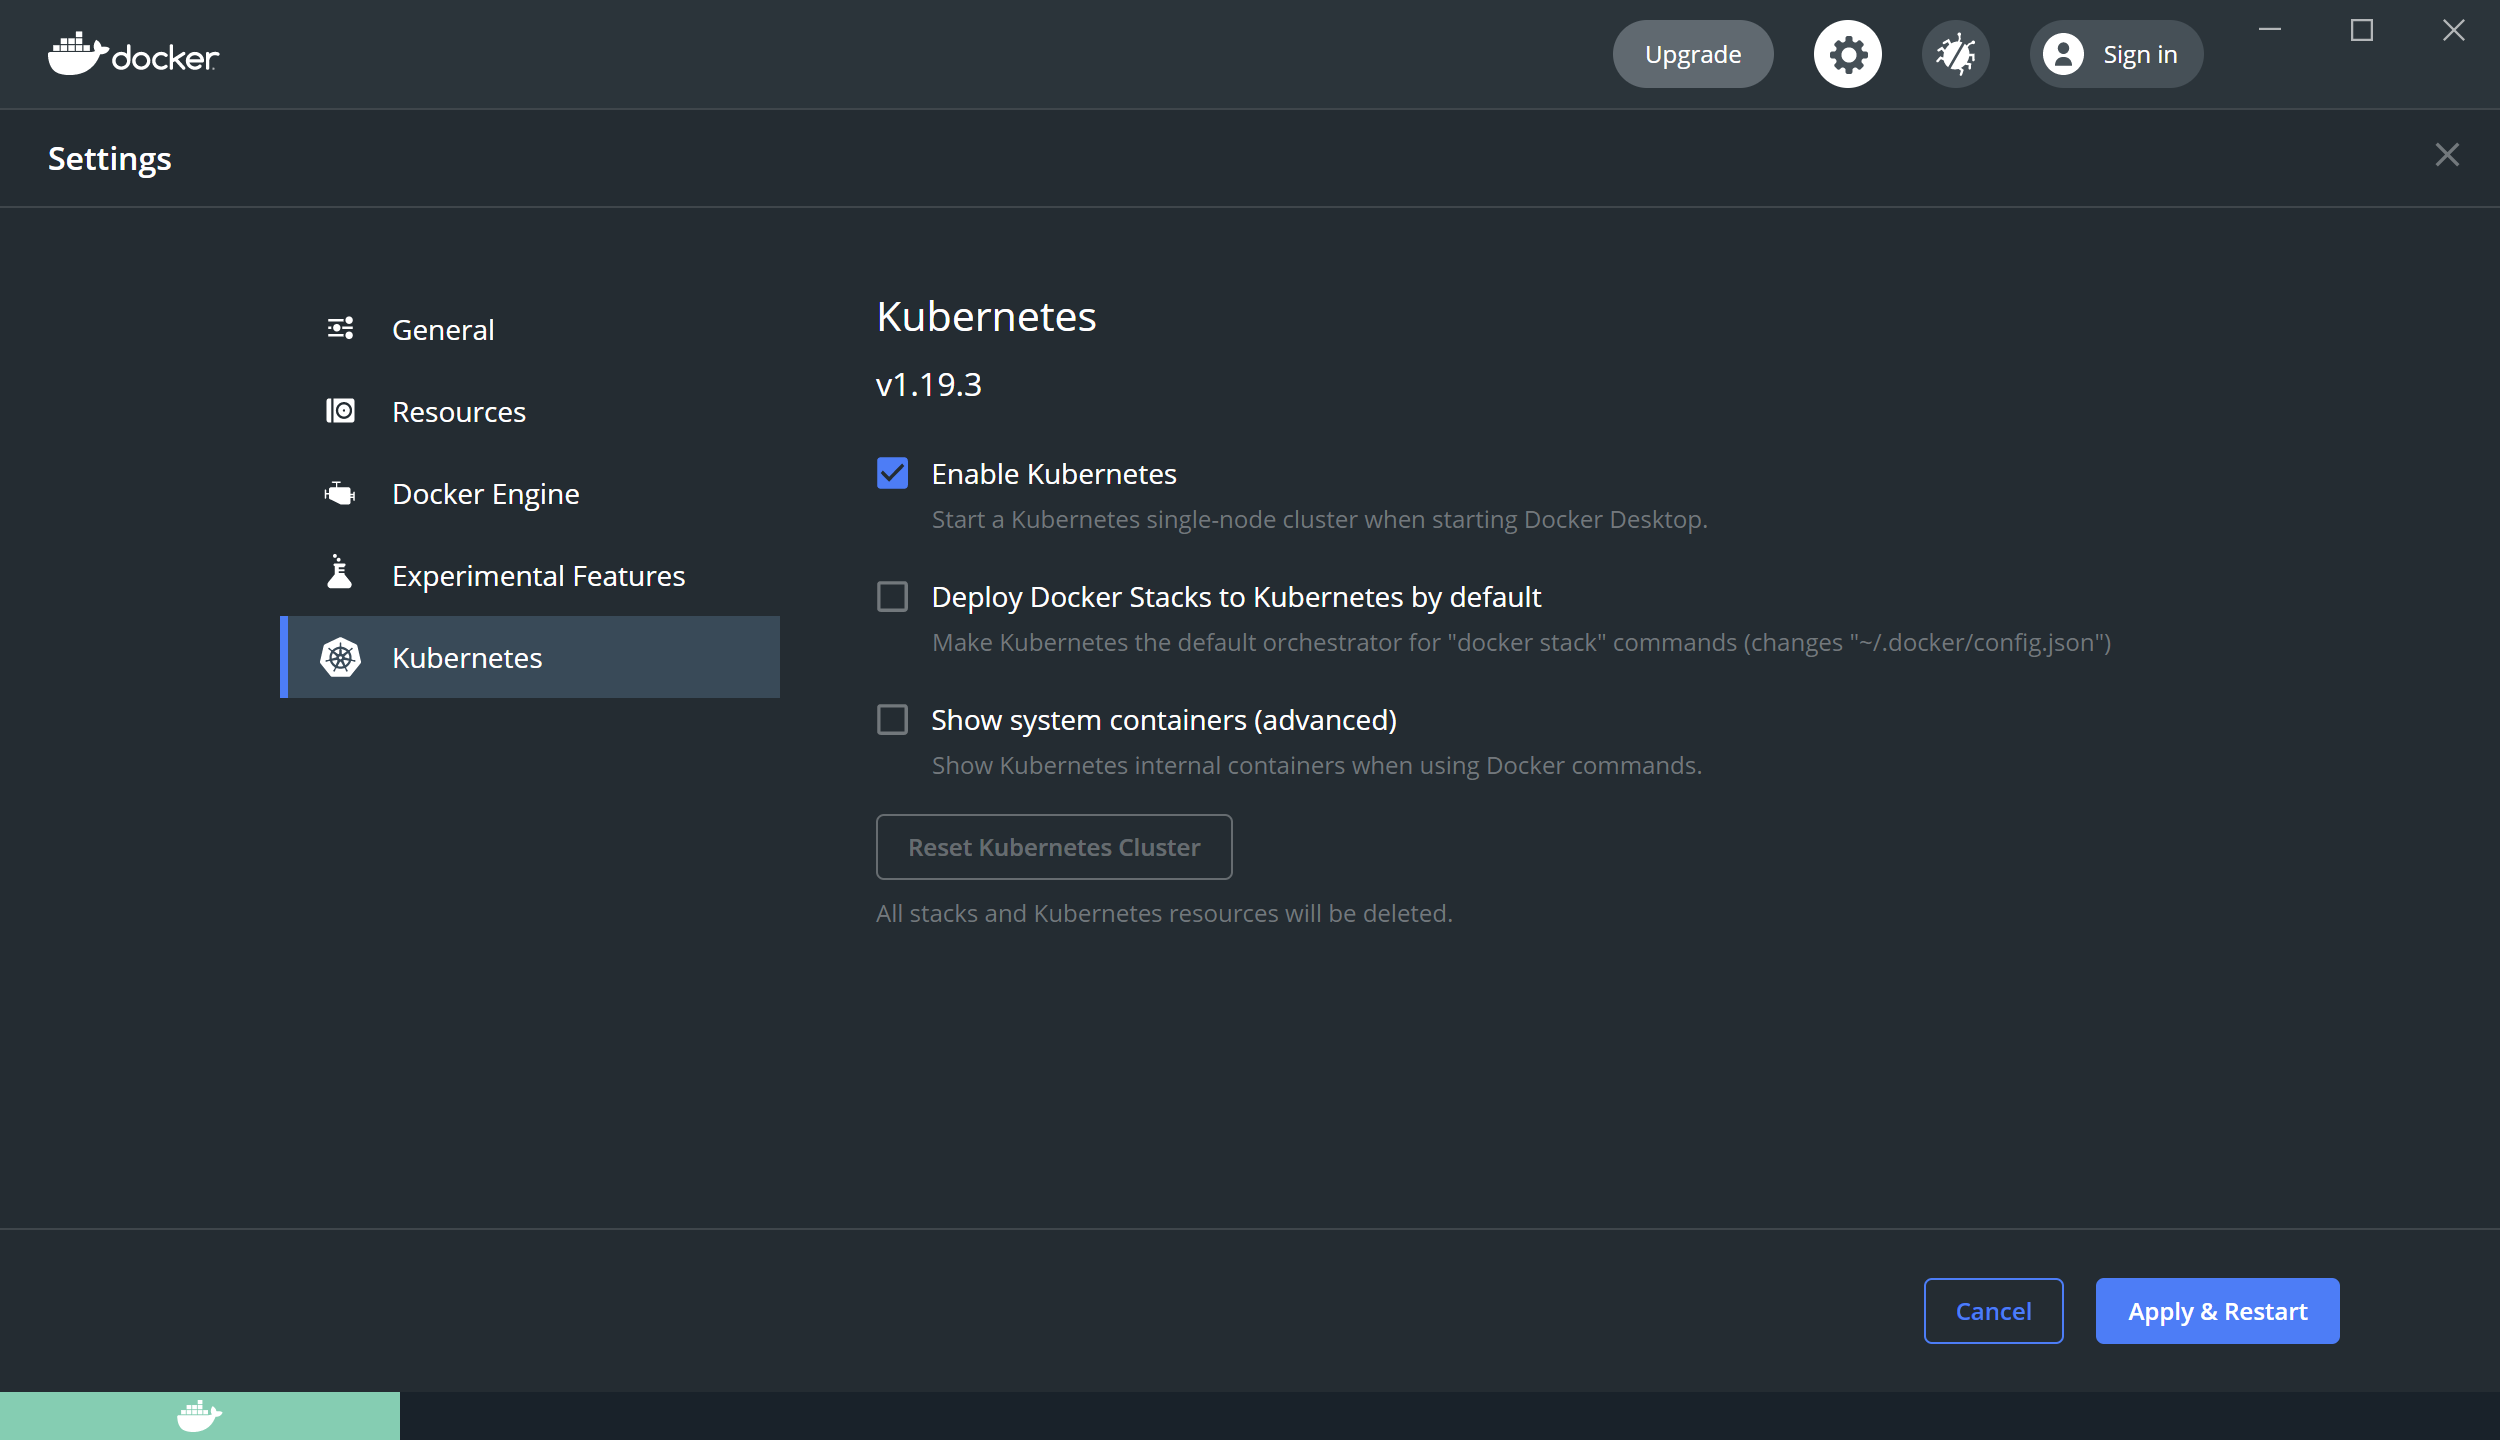 docker
Upgrade
Sign in
Settings
General
Resources
Docker Engine
Experimental Features
Kubernetes
Kubernetes
v1.19.3
Enable Kubernetes
Start a Kubernetes single-node cluster when starting Docker Desktop.
Deploy Docker Stacks to Kubernetes by default
Make Kubernetes the default orchestrator for "docker stack" commands (changes "~/.docker/config.json")
Show system containers (advanced)
Show Kubernetes internal containers when using Docker commands.
Reset Kubernetes Cluster
All stacks and Kubernetes resources will be deleted.
Cancel
Apply & Restart